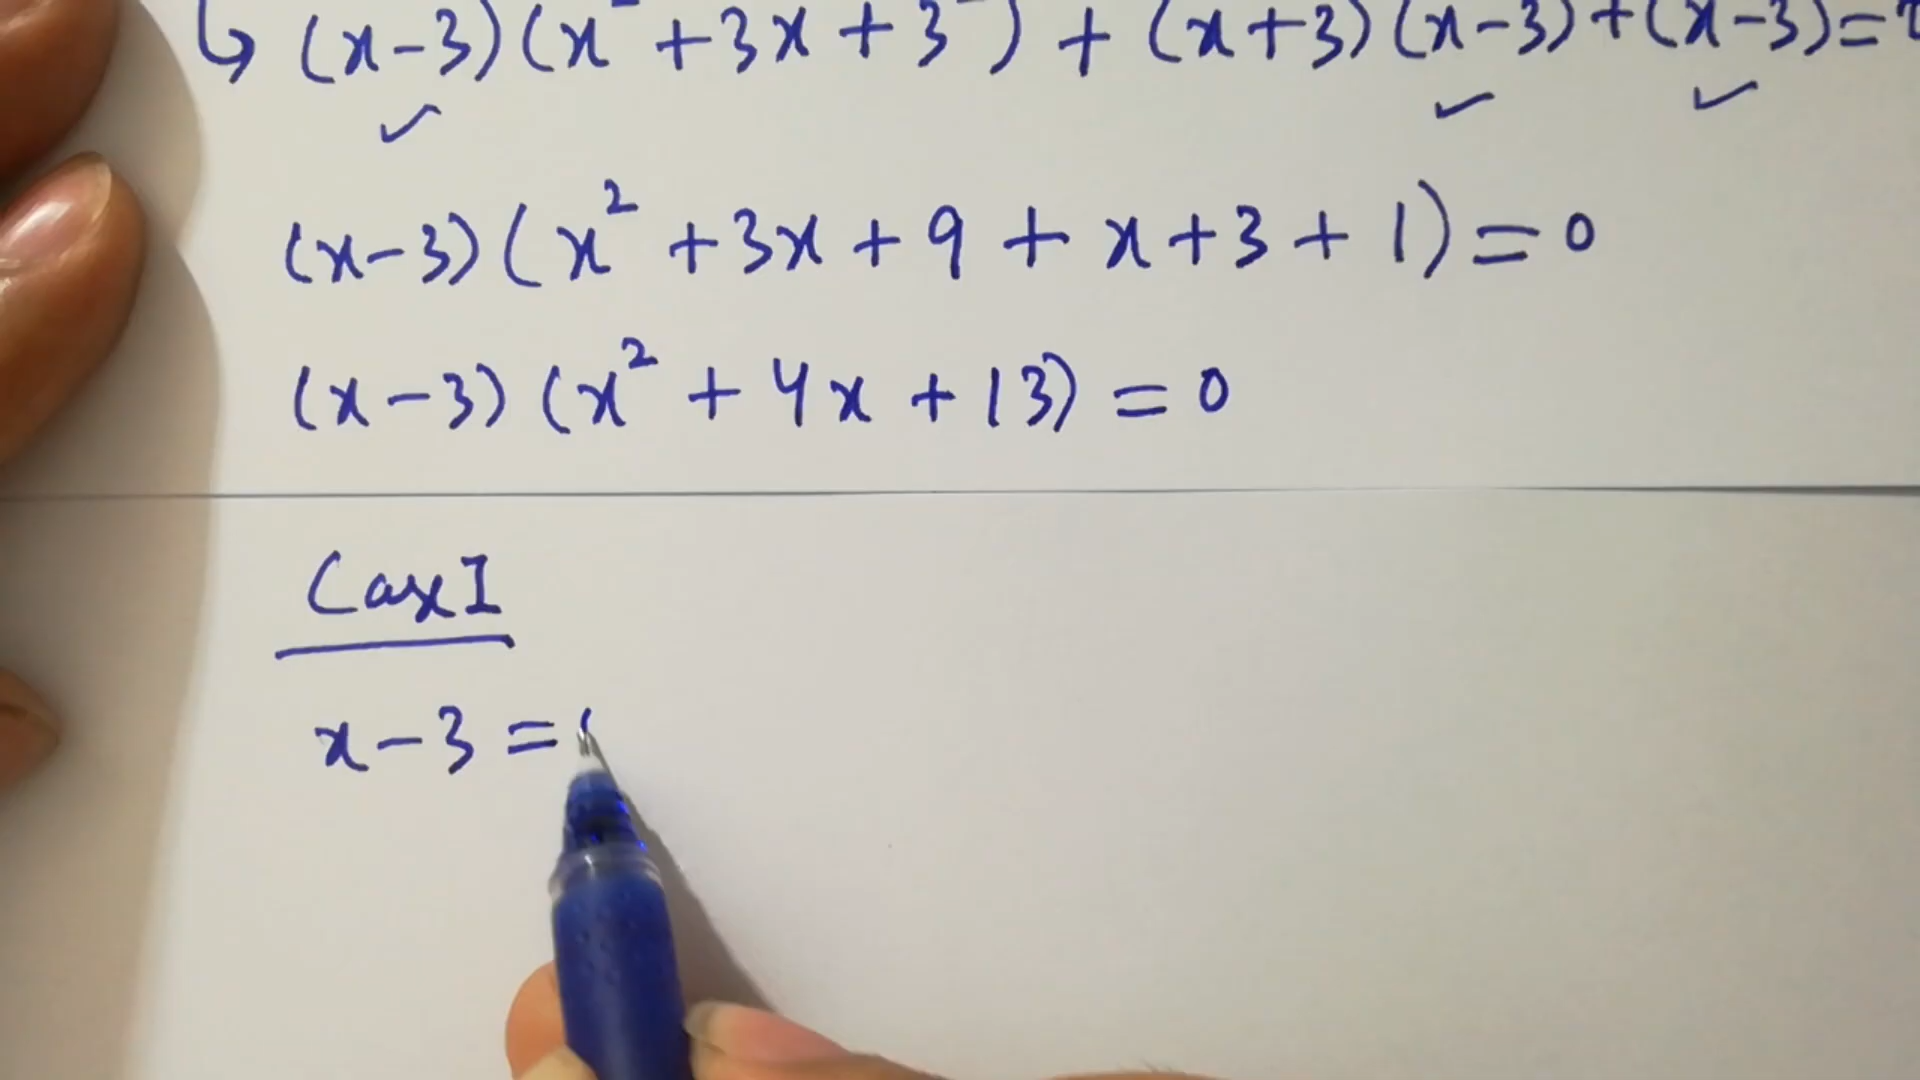 (x-3)(x² + 3x + 3²) + (x+3)(x-3)+(x-3)=
(x-3)(x² + 3x + 9 + x + 3 + 1) = 0
(x-3)(x² + 4x + 13) = 0
Case I
x-3 =